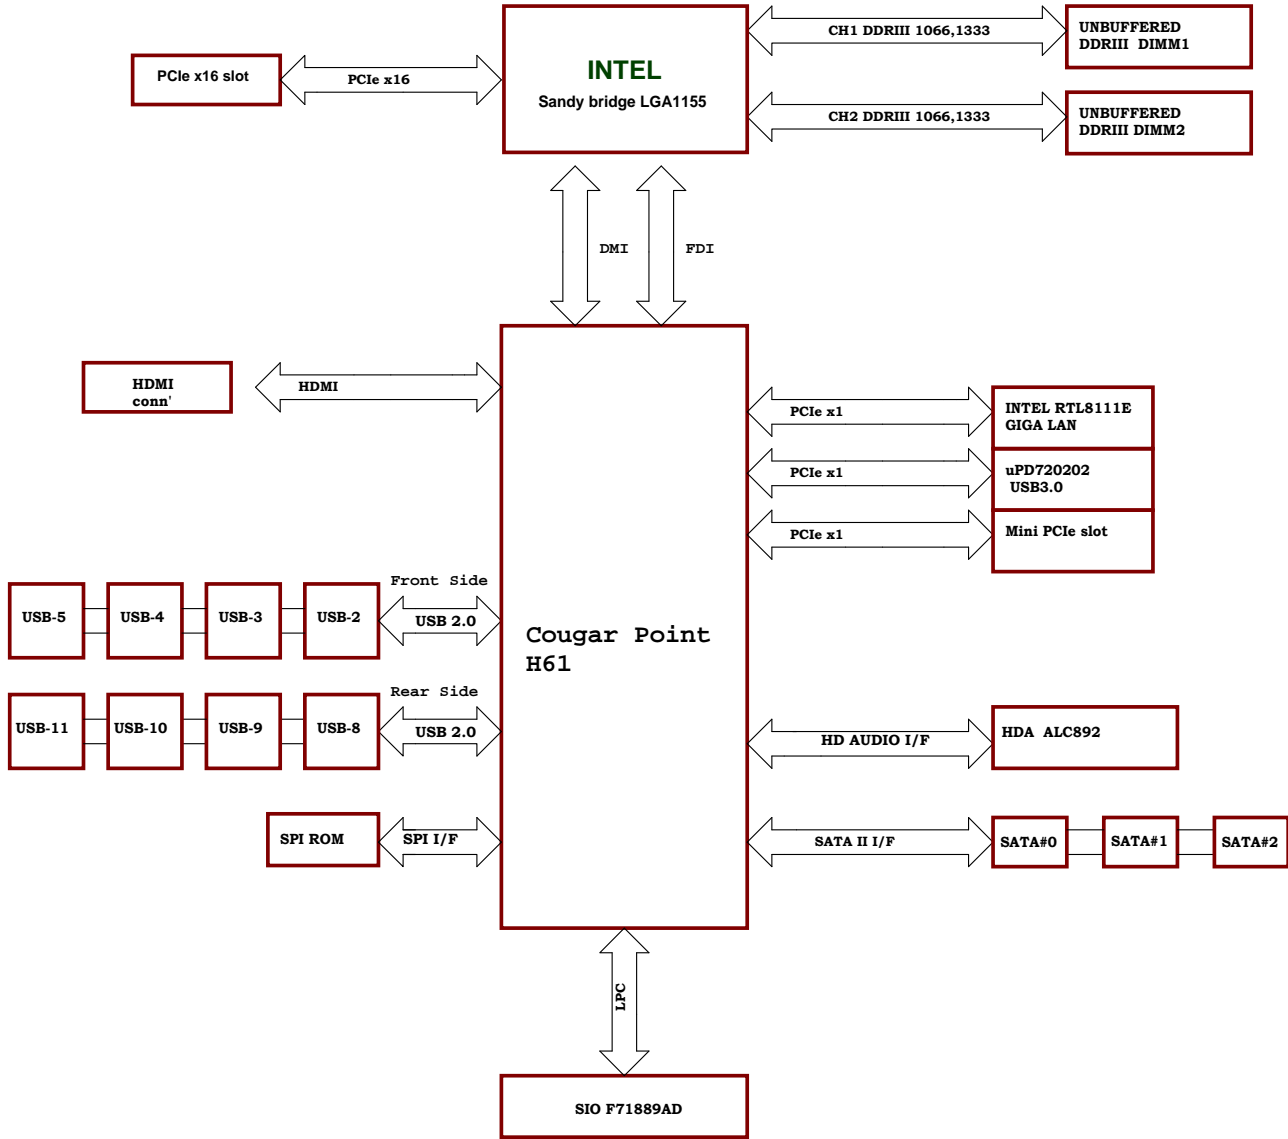 PCIe x16 slot
PCIe x16
INTEL
Sandy bridge LGA1155
CH1 DDRIII 1066,1333
UNBUFFERED
DDRIII  DIMM1
CH2 DDRIII 1066,1333
UNBUFFERED
DDRIII DIMM2
DMI
FDI
HDMI
conn'
HDMI
PCIe x1
INTEL RTL8111E
GIGA LAN
PCIe x1
uPD720202
USB3.0
PCIe x1
Mini PCIe slot
Cougar Point
H61
Front Side
USB-5
USB-4
USB-3
USB-2
USB 2.0
Rear Side
USB-11
USB-10
USB-9
USB-8
USB 2.0
HD AUDIO I/F
HDA  ALC892
SPI ROM
SPI I/F
SATA II I/F
SATA#0
SATA#1
SATA#2
LPC
SIO F71889AD